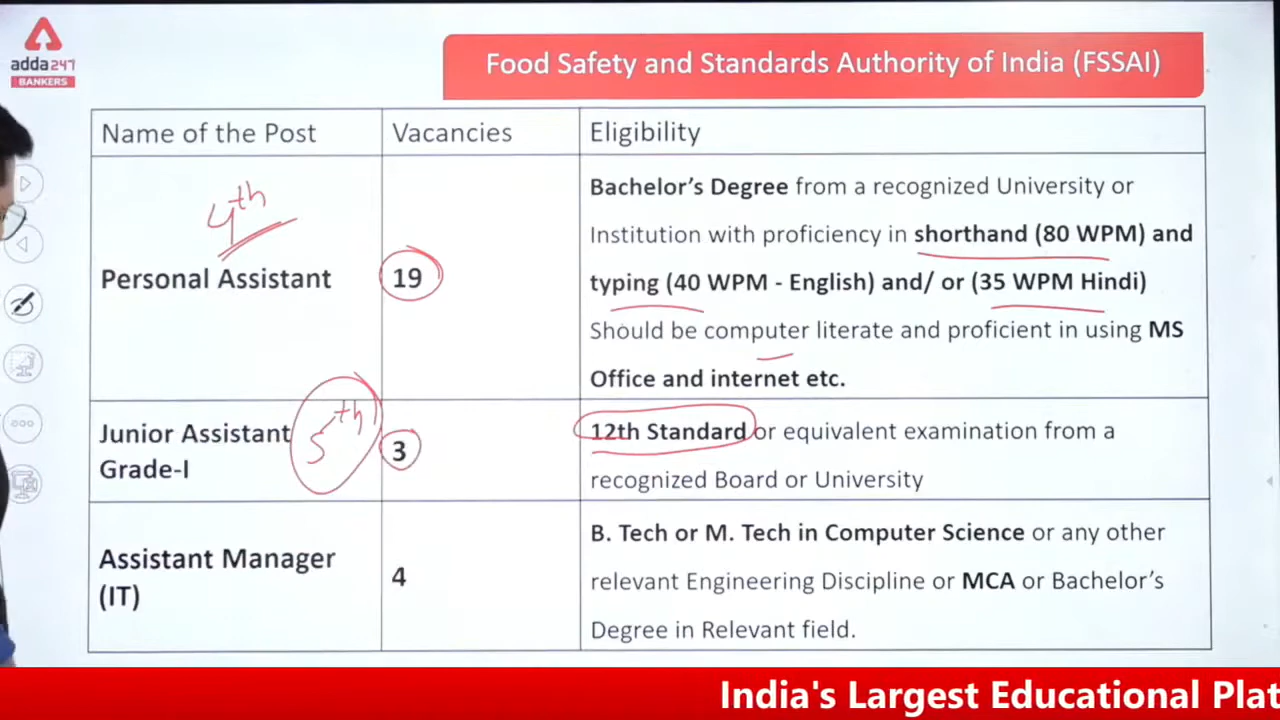 adda247
BANKERS
Food Safety and Standards Authority of India (FSSAI)
Name of the Post
Vacancies
Eligibility
4th
Personal Assistant
19
Bachelor's Degree from a recognized University or
Institution with proficiency in shorthand (80 WPM) and
typing (40 WPM - English) and/ or (35 WPM Hindi)
Should be computer literate and proficient in using MS
Office and internet etc.
Junior Assistant
Grade-I
5th
3
12th Standard or equivalent examination from a
recognized Board or University
Assistant Manager
(IT)
4
B. Tech or M. Tech in Computer Science or any other
relevant Engineering Discipline or MCA or Bachelor's
Degree in Relevant field.
India's Largest Educational Plat